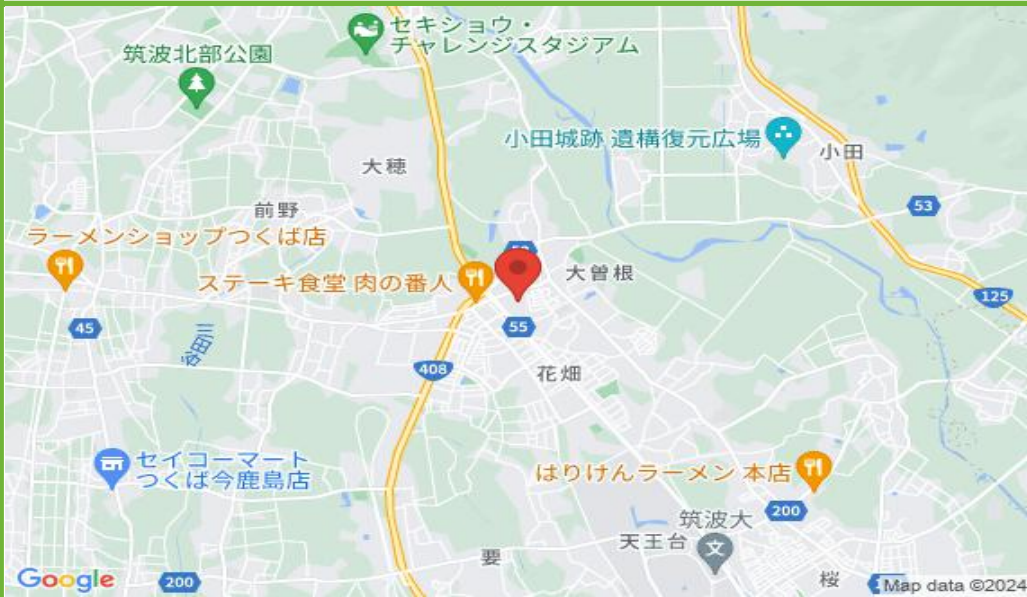 セキショウ・
チャレンジスタジアム
筑波北部公園
小田城跡 遺構復元広場
小田
大穂
53
前野
ラーメンショップつくば店
ステーキ食堂 肉の番人
大曽根
125
45
55
408
花畑
セイコーマート
つくば今鹿島店
はりけんラーメン 本店
200
筑波大
天王台
要
桜
Google
200
Map data ©2024